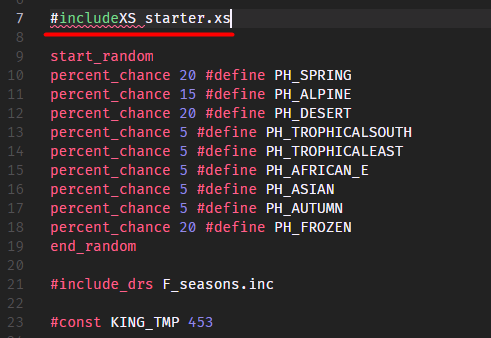 7 #includeXS starter.xs
8
9 start_random
10 percent_chance 20 #define PH_SPRING
11 percent_chance 15 #define PH_ALPINE
12 percent_chance 20 #define PH_DESERT
13 percent_chance 5 #define PH_TROPHICALSOUTH
14 percent_chance 5 #define PH_TROPHICALEAST
15 percent_chance 5 #define PH_AFRICAN_E
16 percent_chance 5 #define PH_ASIAN
17 percent_chance 5 #define PH_AUTUMN
18 percent_chance 20 #define PH_FROZEN
19 end_random
20
21 #include_drs F_seasons.inc
22
23 #const KING_TMP 453